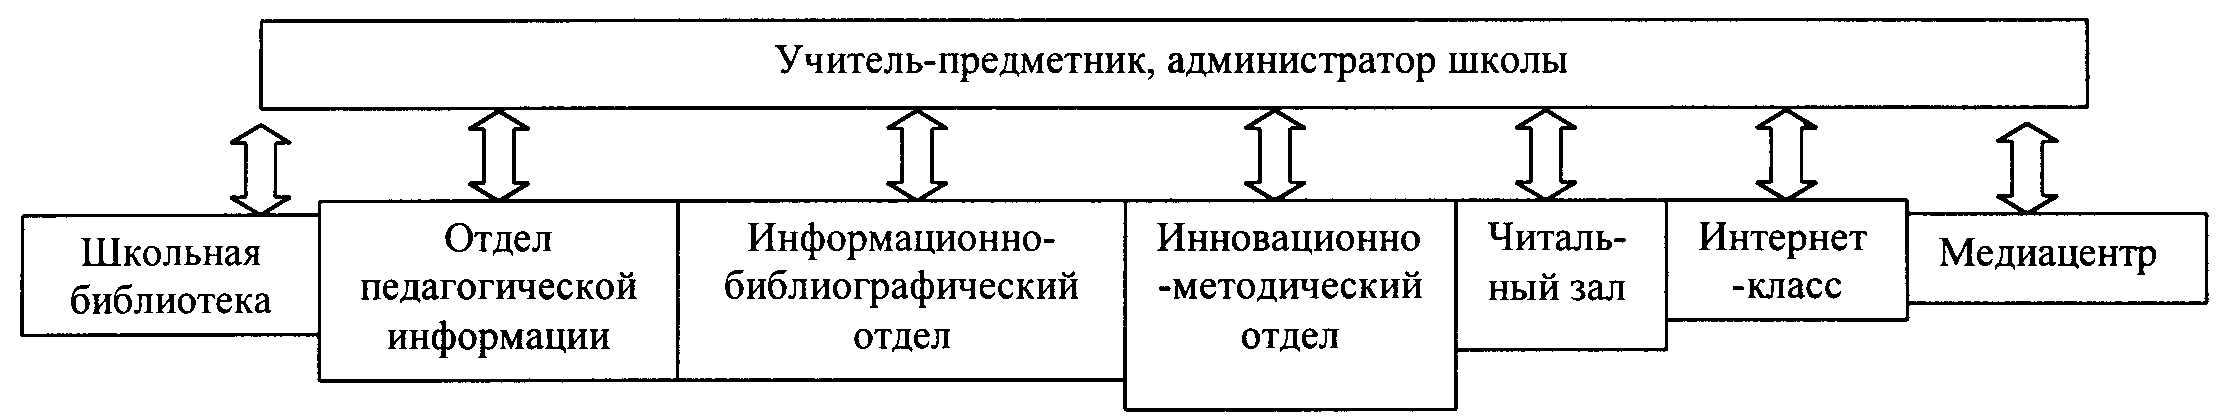 Учитель-предметник, администратор школы
Школьная
библиотека
Отдел
педагогической
информации
Информационно-
библиографический
отдел
Инновационно
-методический
отдел
Читаль-
ный зал
Интернет
-класс
Медиацентр